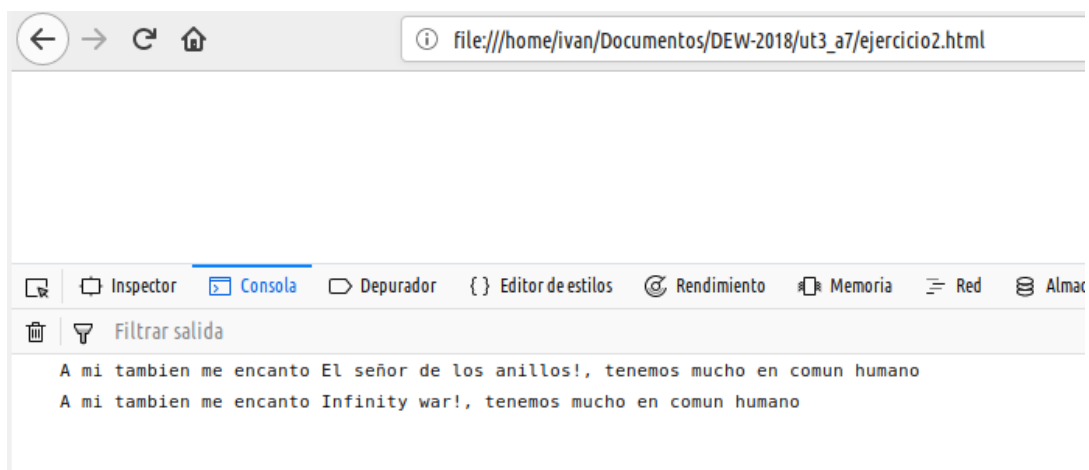 file:///home/ivan/Documentos/DEW-2018/ut3_a7/ejercicio2.html
Inspector Consola Depurador { } Editor de estilos Rendimiento Memoria Red Almac
Filtrar salida
A mi tambien me encanto El señor de los anillos!, tenemos mucho en comun humano
A mi tambien me encanto Infinity war!, tenemos mucho en comun humano